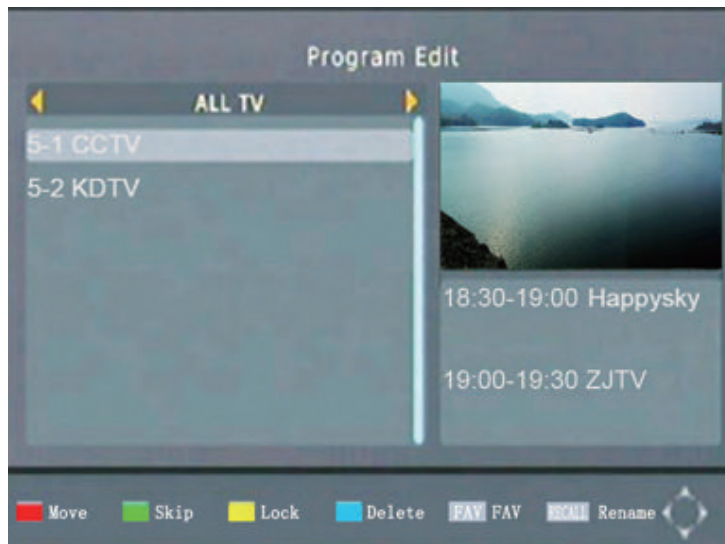 Program Edit
ALL TV
5-1 CCTV
5-2 KDTV
18:30-19:00 Happysky
19:00-19:30 ZJTV
Move Skip Lock Delete FAV FAV RECALL Rename